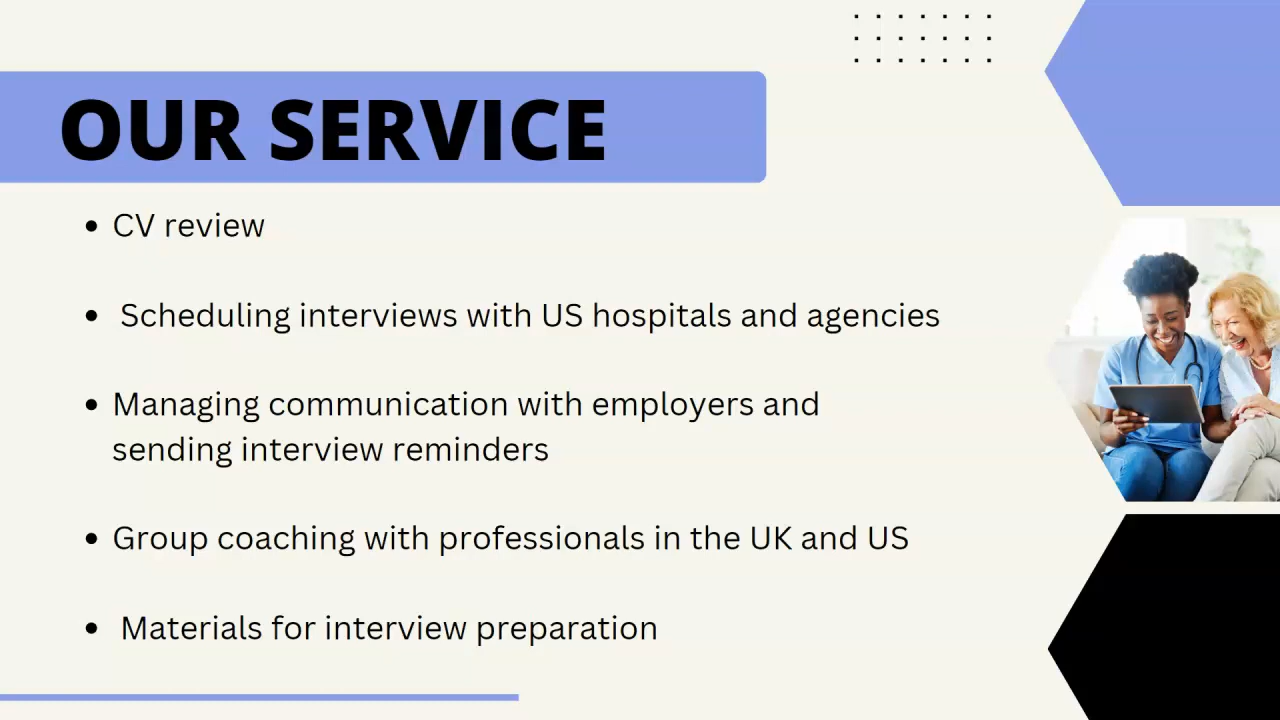 OUR SERVICE
• CV review
• Scheduling interviews with US hospitals and agencies
• Managing communication with employers and
sending interview reminders
• Group coaching with professionals in the UK and US
• Materials for interview preparation